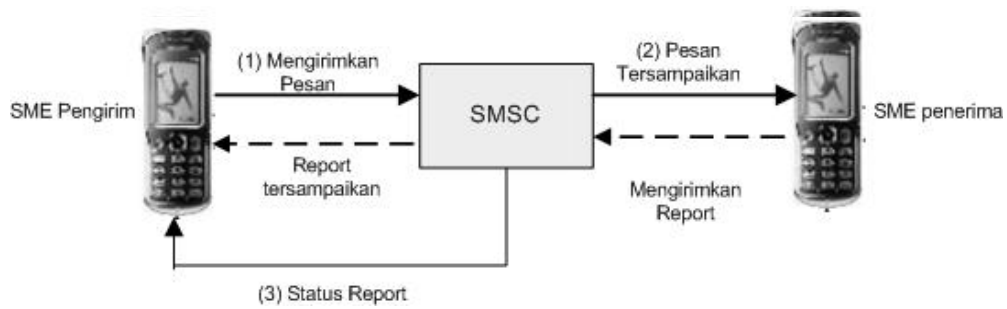 (1) Mengirimkan
Pesan
(2) Pesan
Tersampaikan
SME Pengirim
SMSC
SME penerima
Report
tersampaikan
Mengirimkan
Report
(3) Status Report